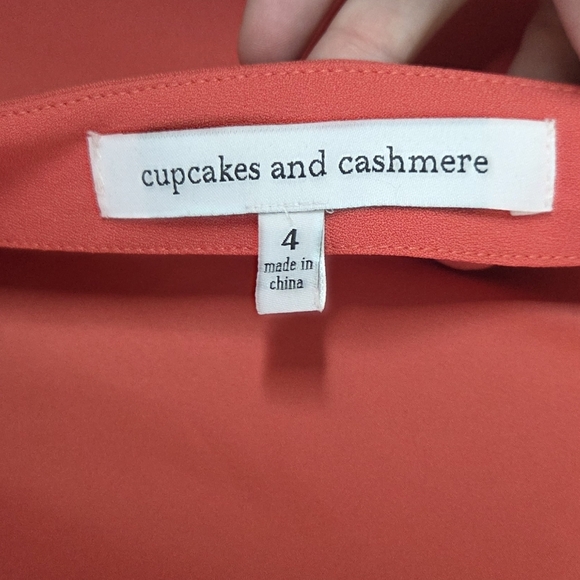 cupcakes and cashmere
4
made in
china